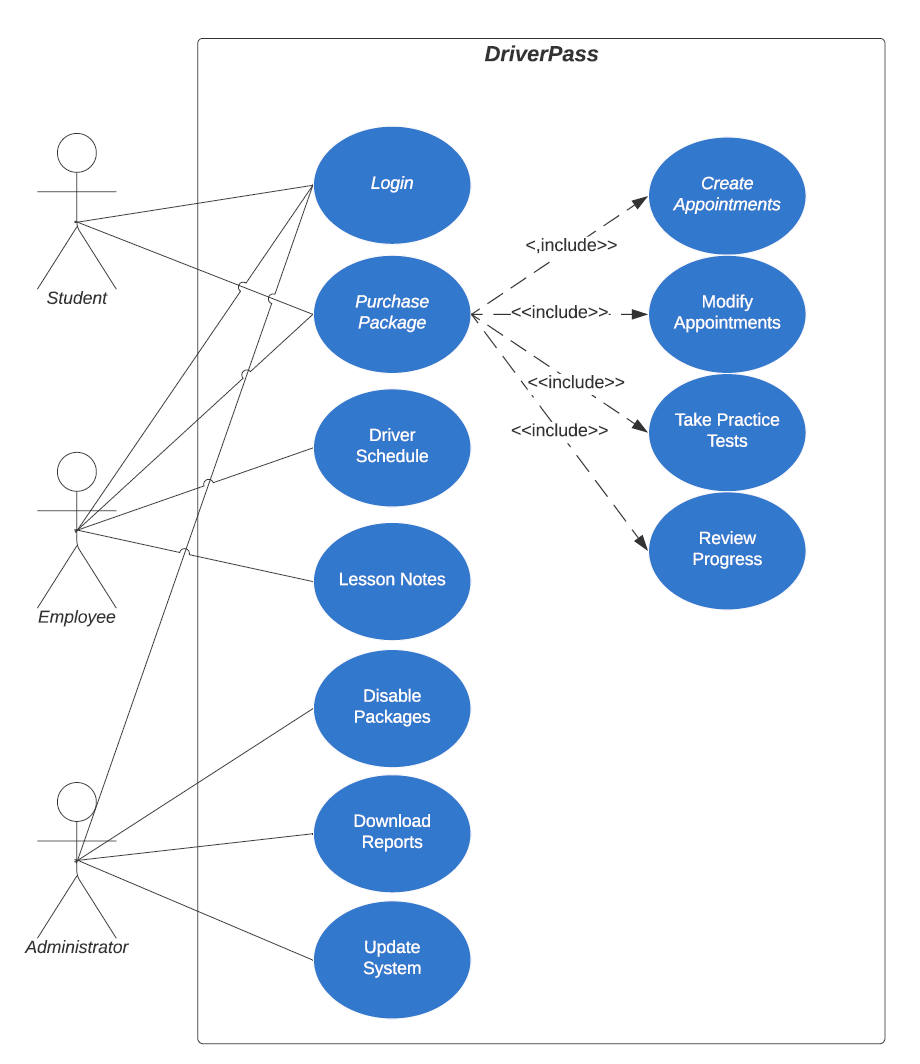 DriverPass
Login
Create
Appointments
<,include>>
Student
Purchase
Package
<<include>>
Modify
Appointments
<<include>>
Take Practice
Tests
<<include>>
Driver
Schedule
Review
Progress
Lesson Notes
Employee
Disable
Packages
Download
Reports
Administrator
Update
System